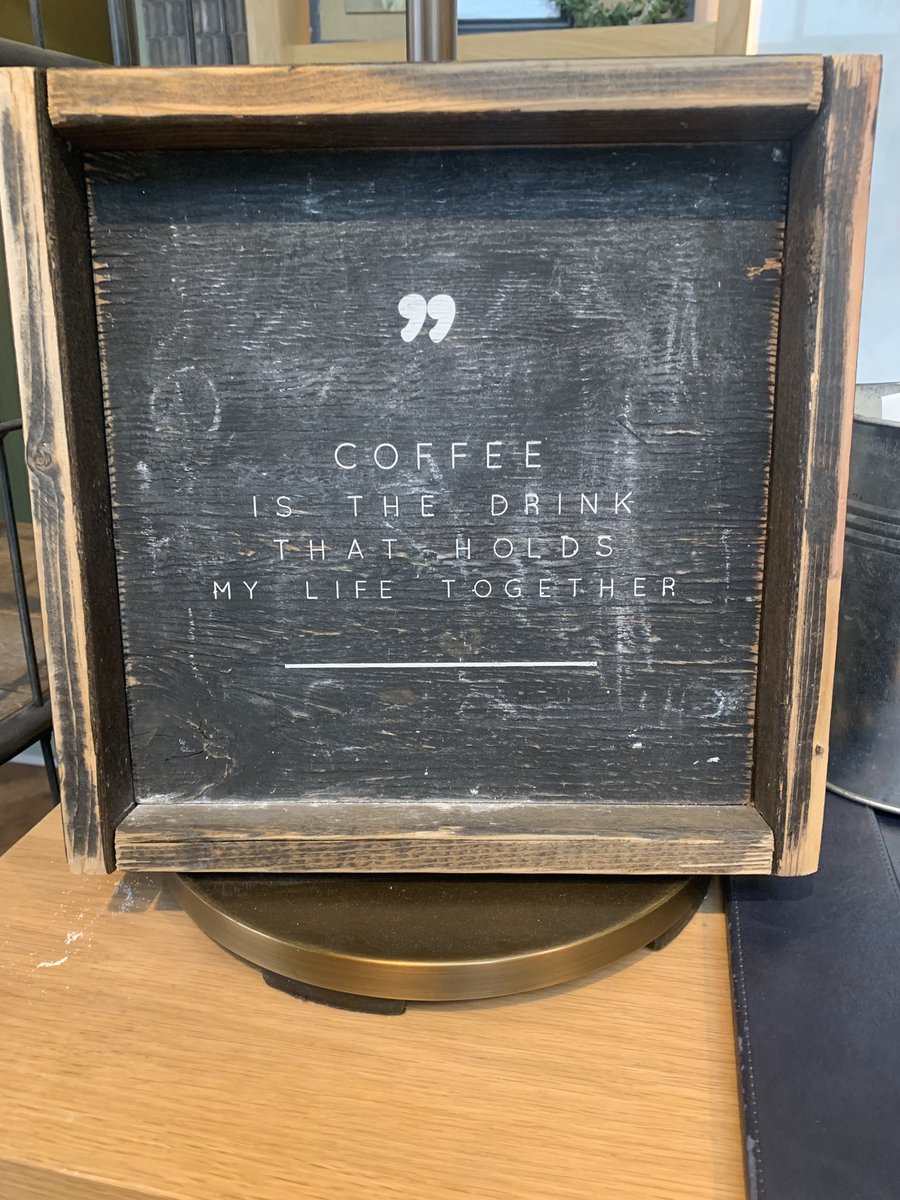 ”
COFFEE
IS THE DRINK
THAT HOLDS
MY LIFE TOGETHER